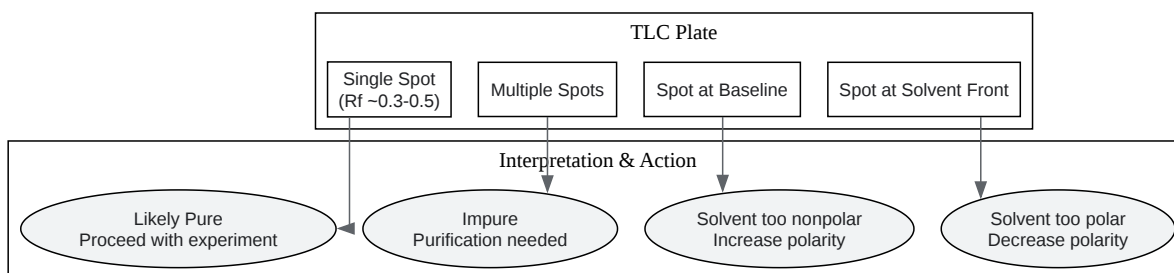 TLC Plate
Single Spot
(Rf ~0.3-0.5)
Multiple Spots
Spot at Baseline
Spot at Solvent Front
Interpretation & Action
Likely Pure
Proceed with experiment
Impure
Purification needed
Solvent too nonpolar
Increase polarity
Solvent too polar
Decrease polarity